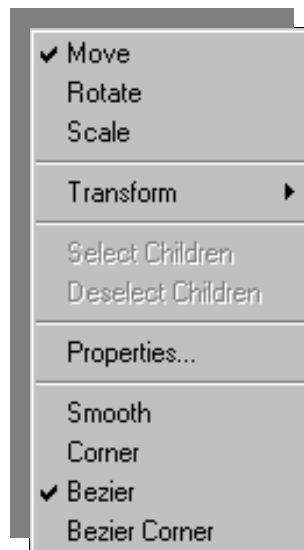 Move
Rotate
Scale
Transform
Select Children
Deselect Children
Properties...
Smooth
Corner
Bezier
Bezier Corner